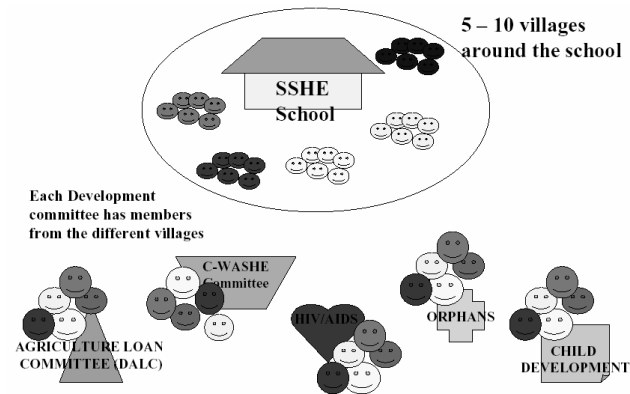 5 – 10 villages
around the school
SSHE
School
Each Development
committee has members
from the different villages
C-WASHE
Committee
HIV/AIDS
ORPHANS
AGRICULTURE LOAN
COMMITTEE (DALC)
CHILD
DEVELOPMENT